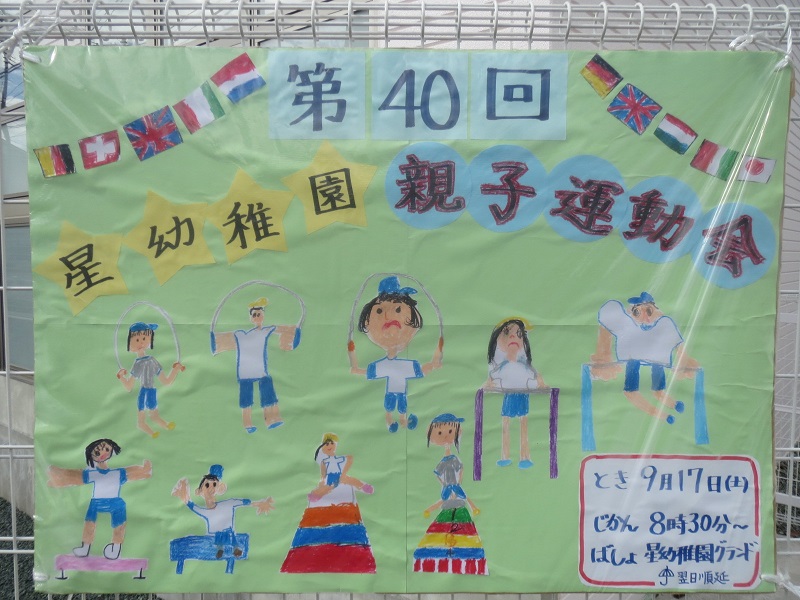 第40回
星幼稚園 親子運動会
とき 9月17日(土)
じかん 8時30分~
ばしょ 星幼稚園グランド
翌日順延